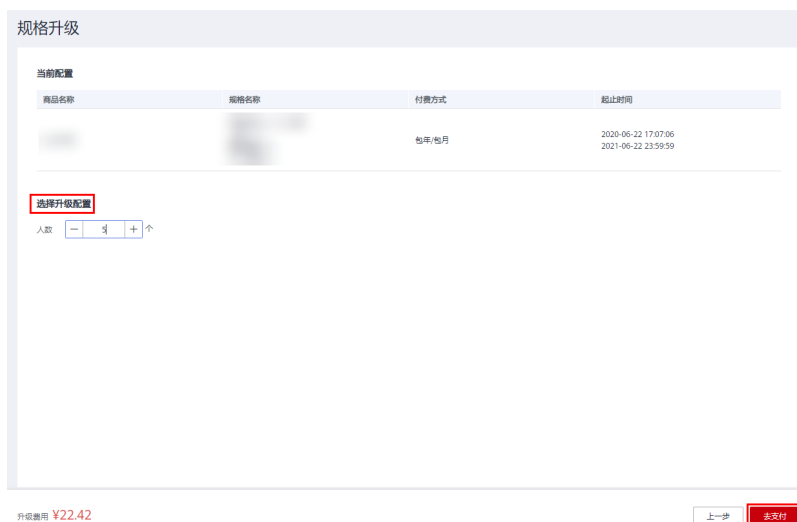 规格升级
当前配置
商品名称 规格名称 付费方式 起止时间
包年/包月 2020-06-22 17:07:06
2021-06-22 23:59:59
选择升级配置
人数 — 5 + 个
升级费用 ¥22.42 上一步 去支付